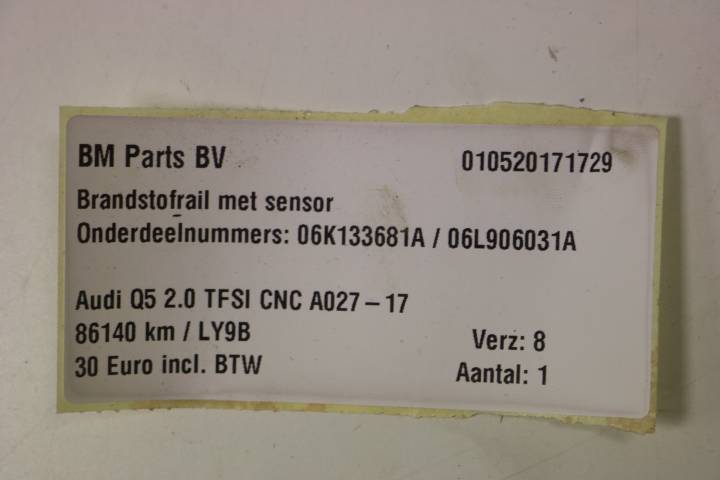 BM Parts BV 010520171729
Brandstofrail met sensor
Onderdeelnummers: 06K133681A / 06L906031A
Audi Q5 2.0 TFSI CNC A027-17
86140 km / LY9B Verz: 8
30 Euro incl. BTW Aantal: 1